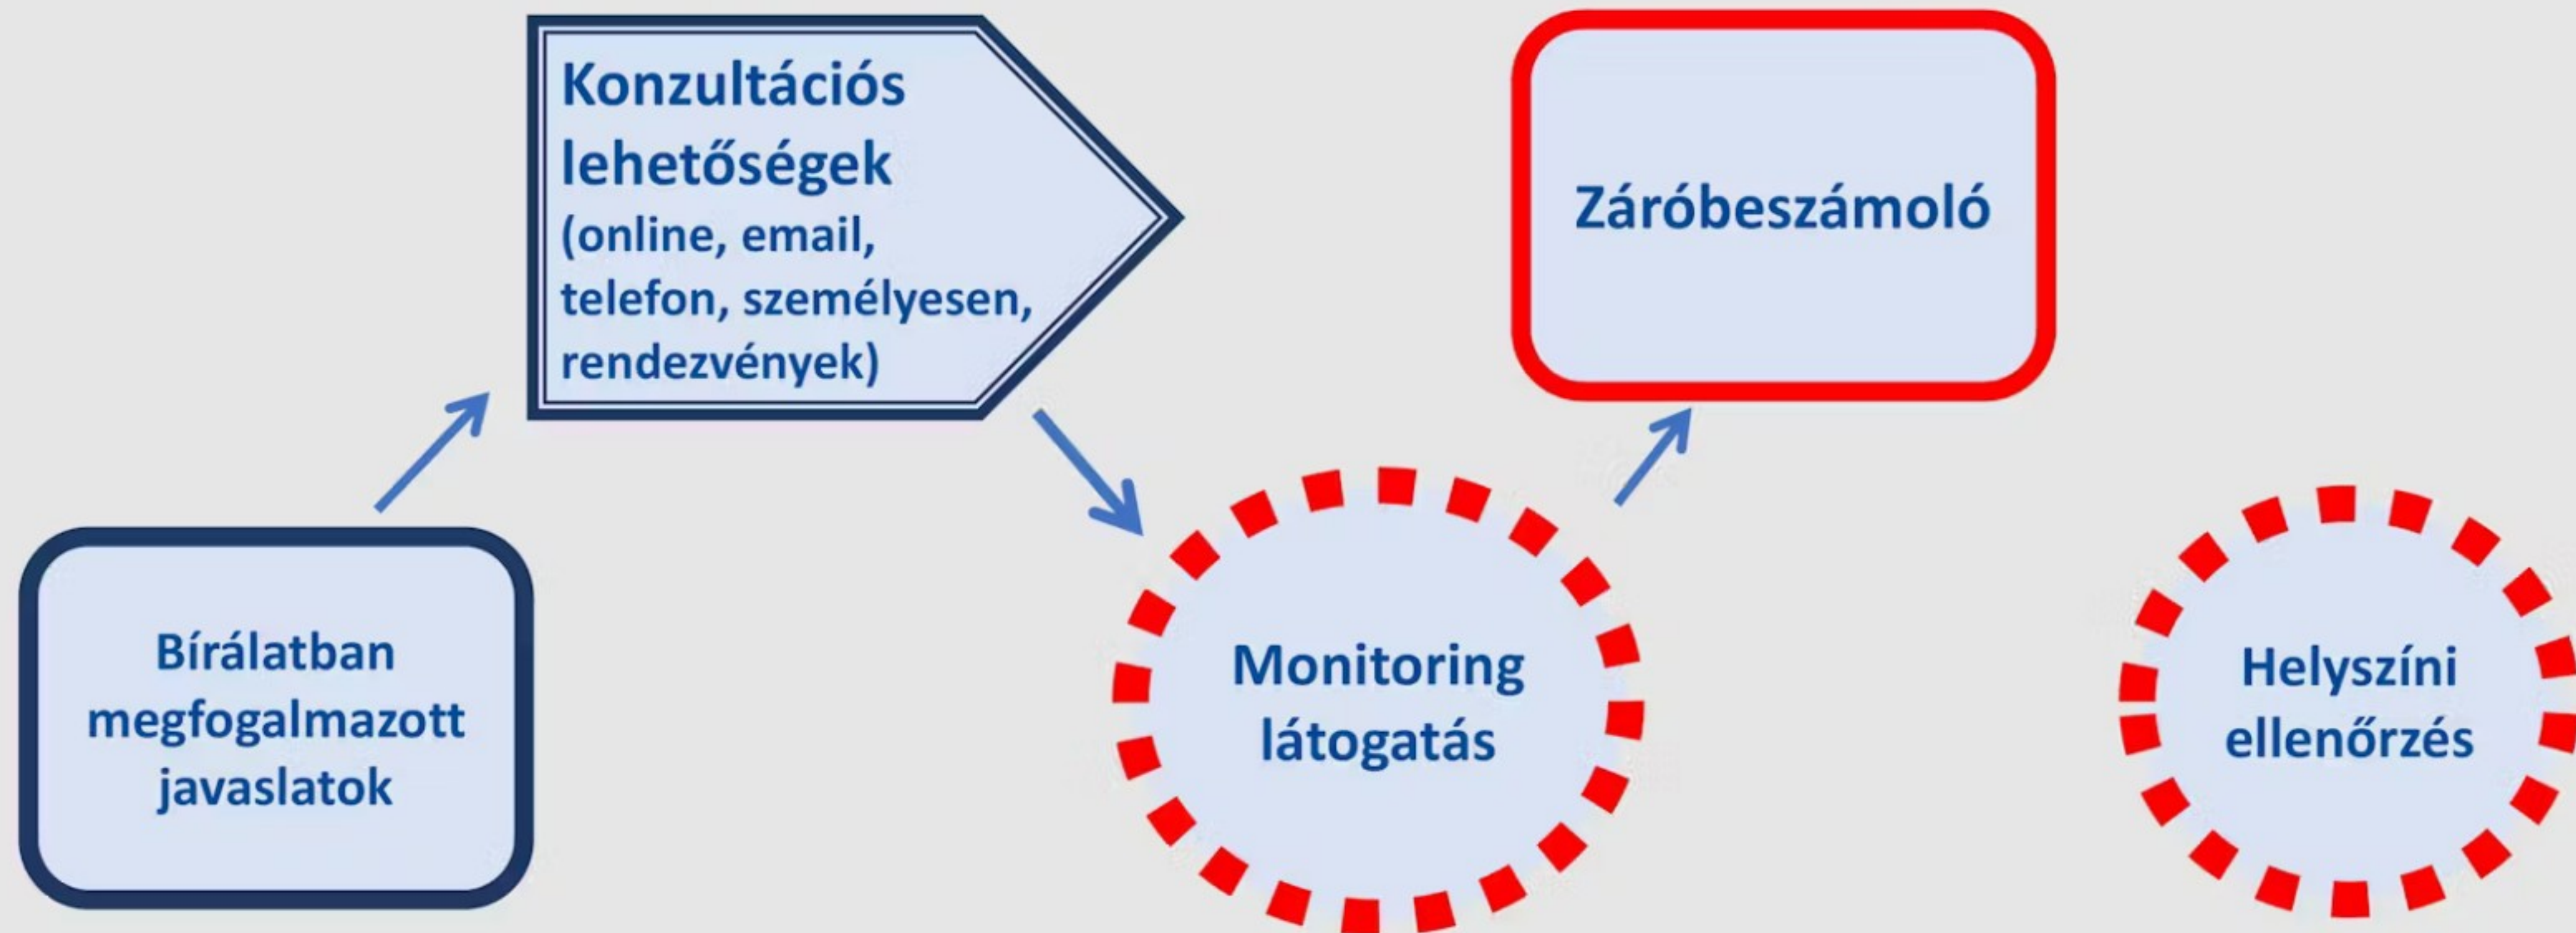 Konzultációs
lehetőségek
(online, email,
telefon, személyesen,
rendezvények)
Záróbeszámoló
Bírálatban
megfogalmazott
javaslatok
Monitoring
látogatás
Helyszíni
ellenőrzés